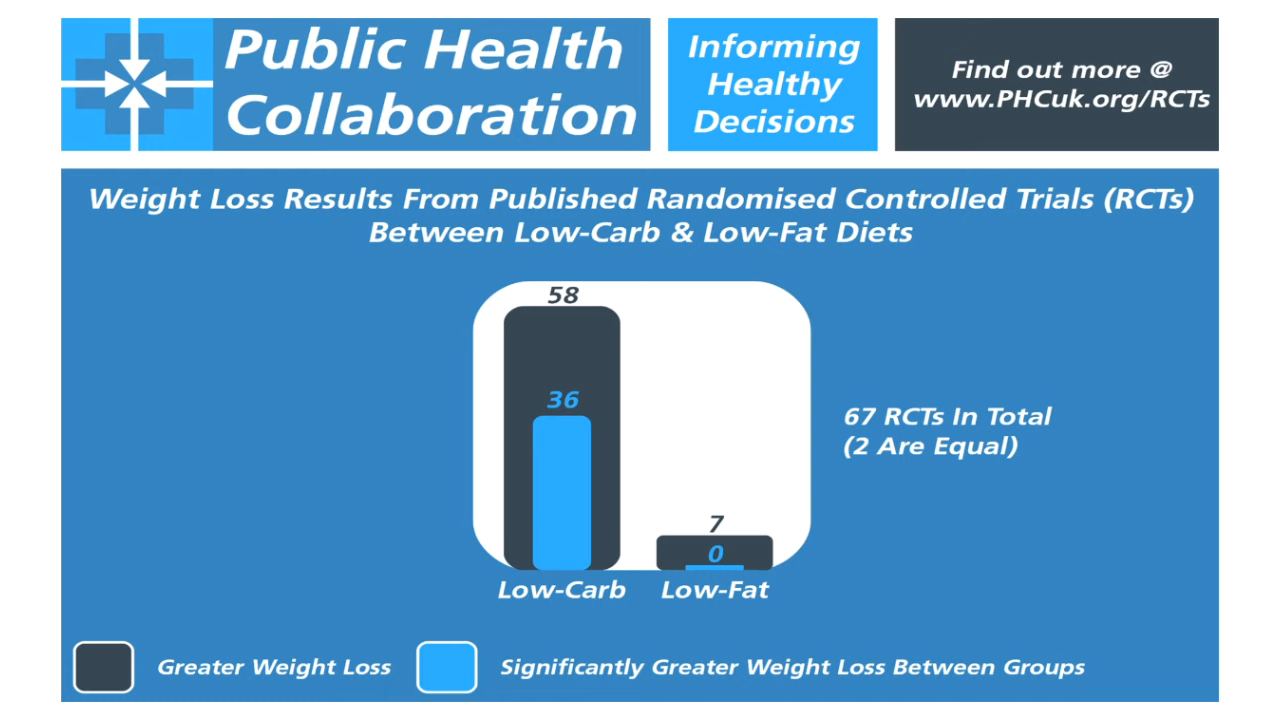 Public Health
Collaboration
Informing
Healthy
Decisions
Find out more @
www.PHCuk.org/RCTs
Weight Loss Results From Published Randomised Controlled Trials (RCTs)
Between Low-Carb & Low-Fat Diets
58
36
7
0
67 RCTs In Total
(2 Are Equal)
Low-Carb
Low-Fat
Greater Weight Loss
Significantly Greater Weight Loss Between Groups